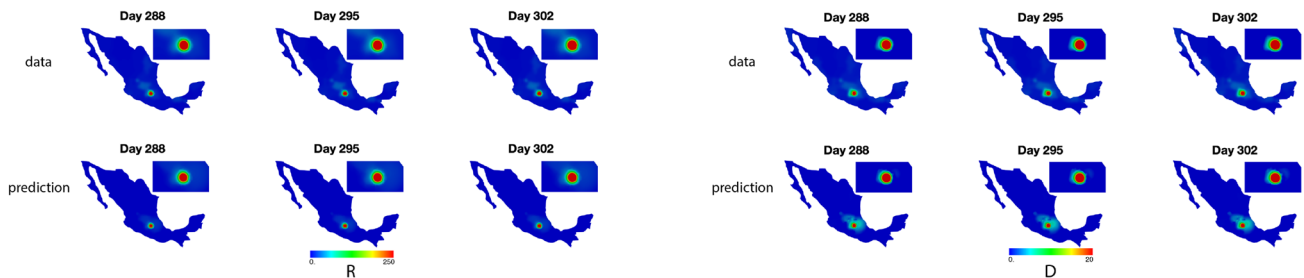 Day 288 Day 295 Day 302 Day 288 Day 295 Day 302
data data
Day 288 Day 295 Day 302 Day 288 Day 295 Day 302
prediction prediction
0. 250 0. 20
R D